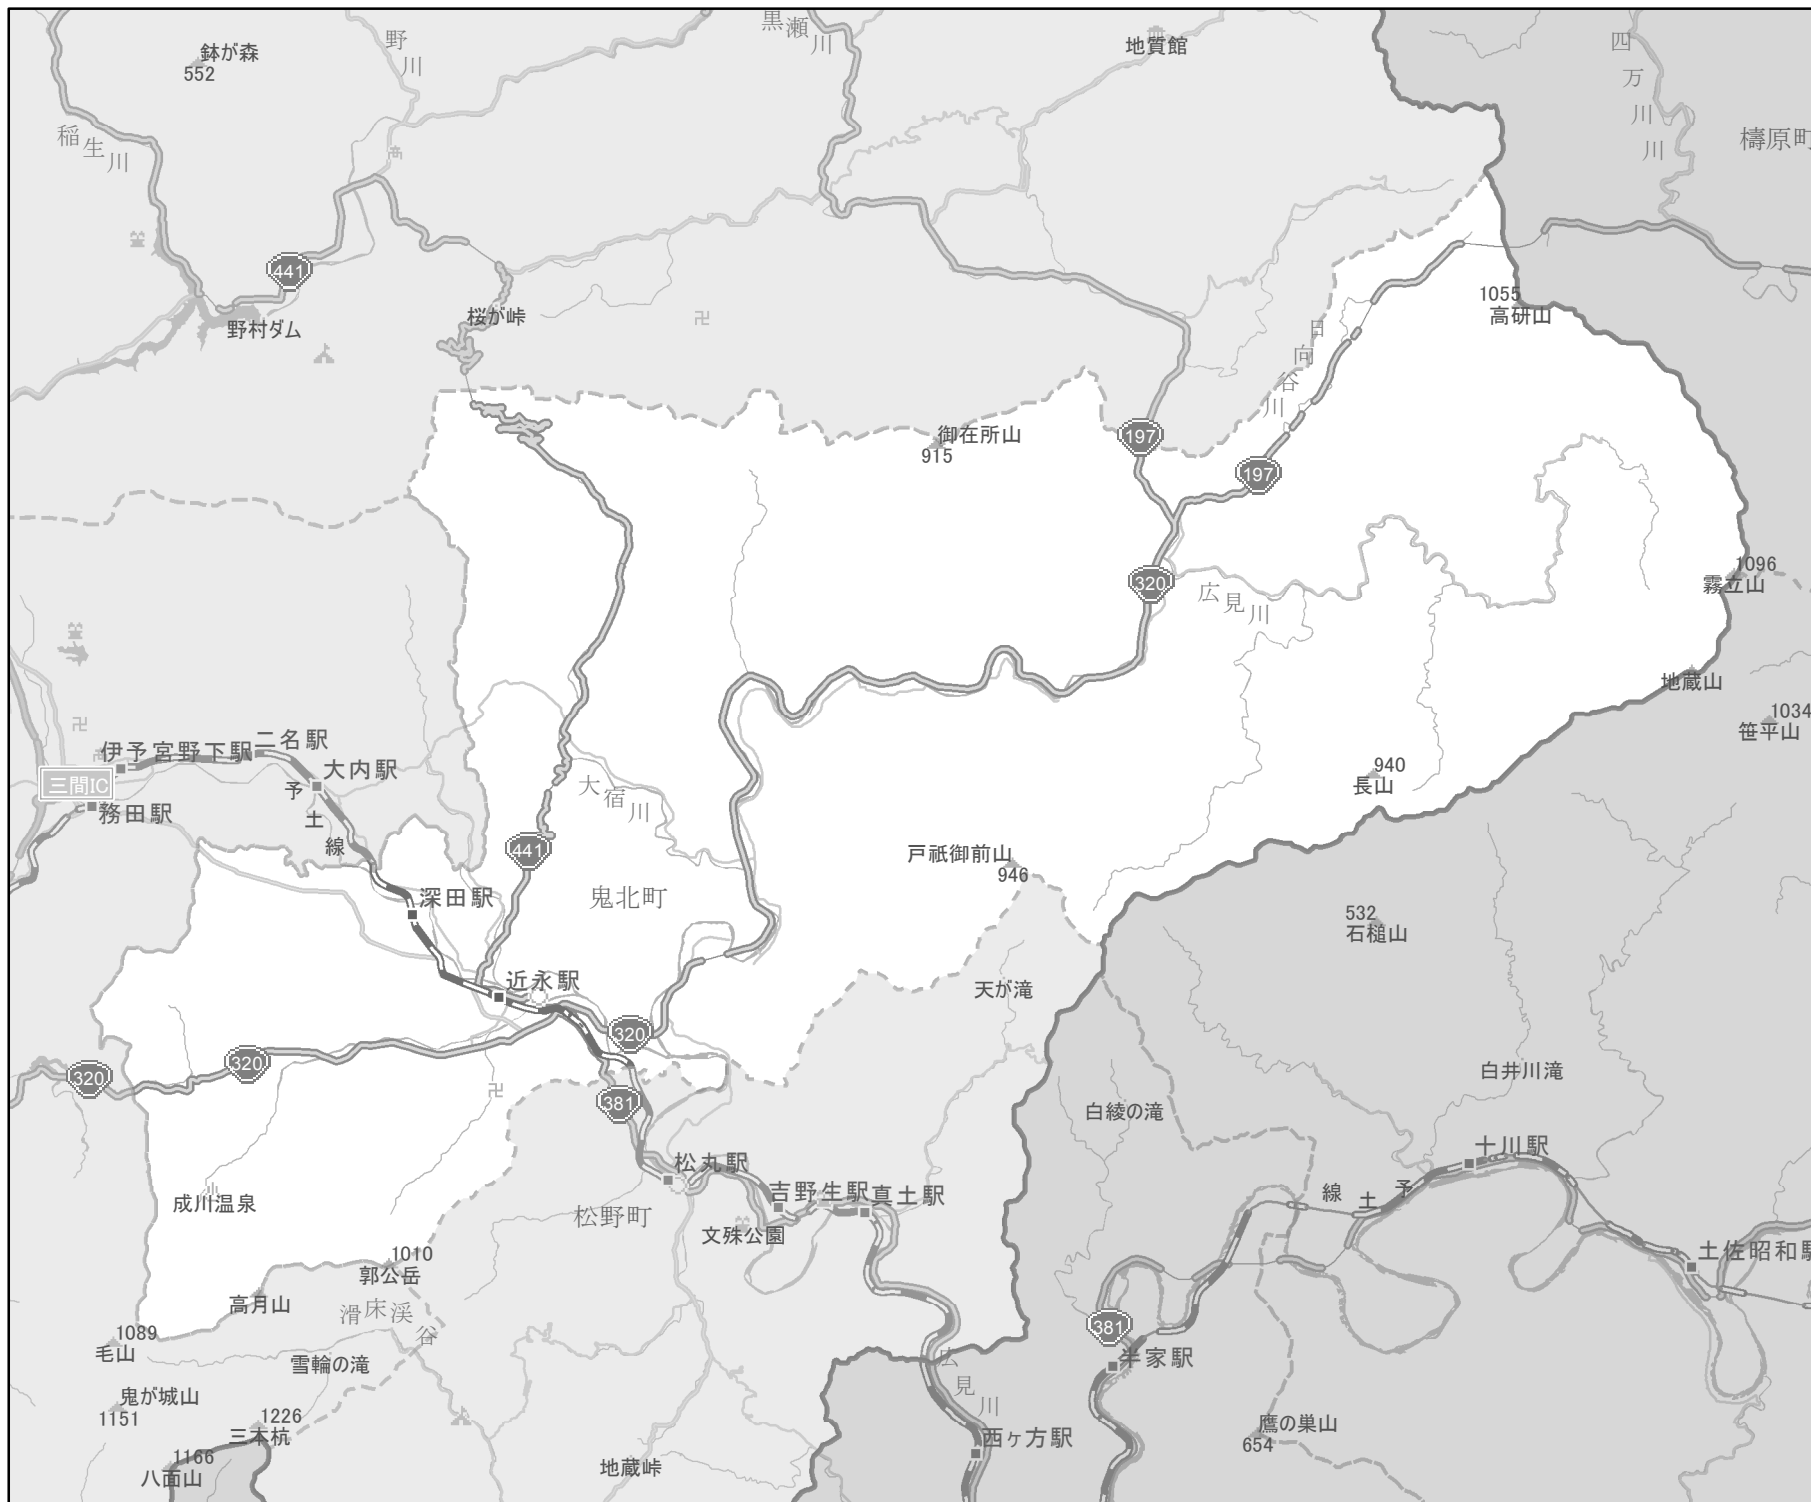 鉢が森
552
野川
黒瀬川
地質館
四万川川
檮原町
稲生川
441
野村ダム
桜が峠
1055
高研山
日向谷川
御在所山
915
197
197
1096
霧立山
320
広見川
地蔵山
1034
笹平山
伊予宮野下駅
二名駅
大内駅
三間IC
務田駅
予土線
大宿川
940
長山
441
戸祇御前山
946
深田駅
鬼北町
532
石槌山
近永駅
天が滝
320
320
320
白井川滝
381
白綾の滝
松丸駅
十川駅
吉野生駅
真土駅
成川温泉
松野町
文殊公園
線土予
土佐昭和駅
1010
郭公岳
高月山
滑床渓谷
1089
毛山
雪輪の滝
381
半家駅
広見川
鬼が城山
1151
1226
三本杭
西ヶ方駅
鷹の巣山
654
1166
八面山
地蔵峠